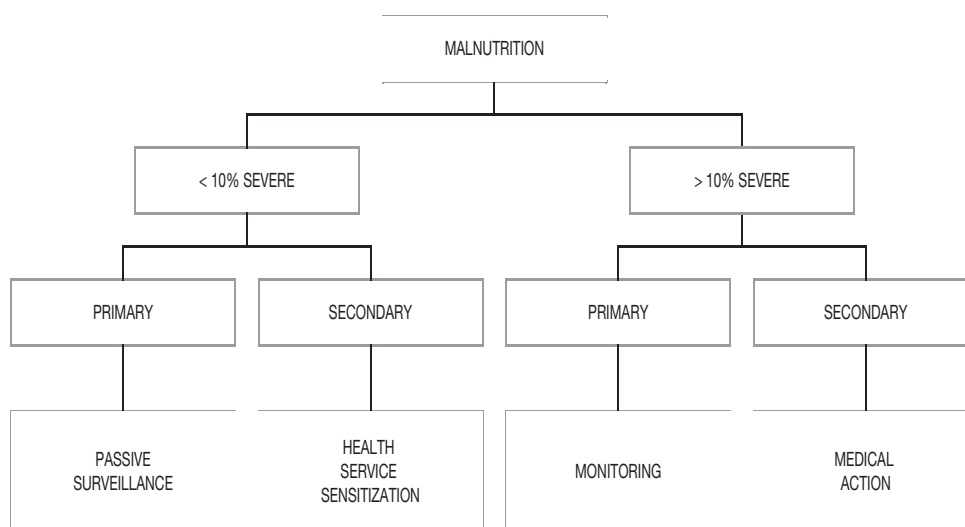 MALNUTRITION
< 10% SEVERE
> 10% SEVERE
PRIMARY
SECONDARY
PRIMARY
SECONDARY
PASSIVE
SURVEILLANCE
HEALTH
SERVICE
SENSITIZATION
MONITORING
MEDICAL
ACTION